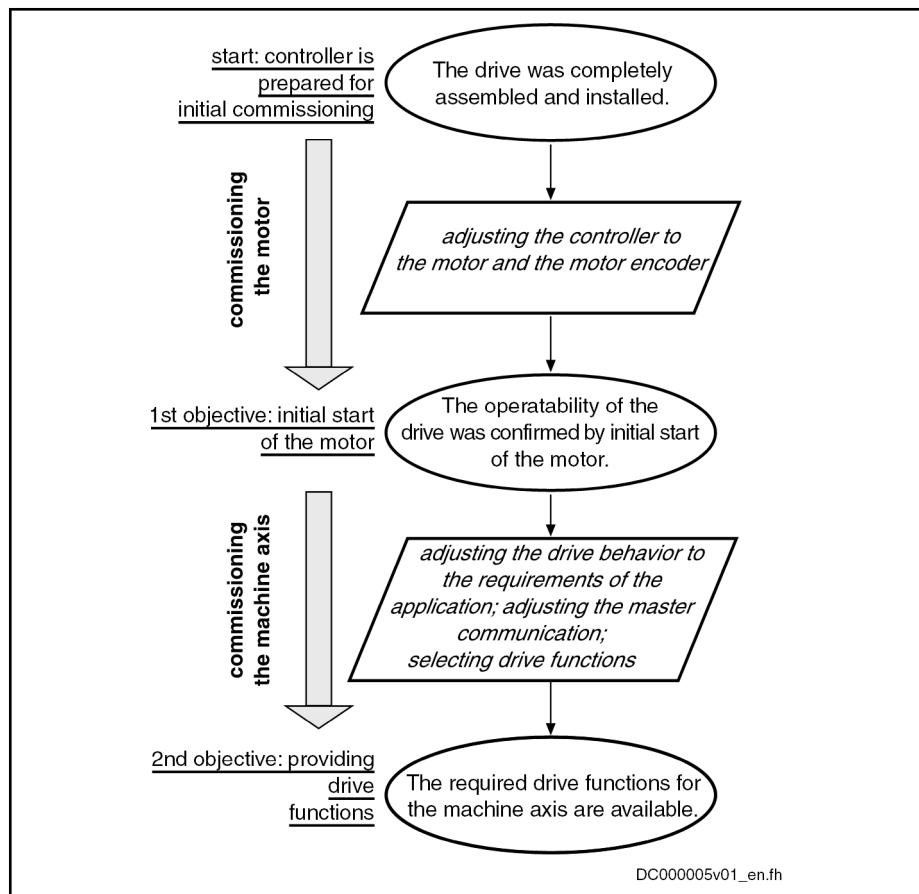 start: controller is
prepared for
initial commissioning
The drive was completely
assembled and installed.
commissioning
the motor
adjusting the controller to
the motor and the motor encoder
1st objective: initial start
of the motor
The operatability of the
drive was confirmed by initial start
of the motor.
commissioning
the machine axis
adjusting the drive behavior to
the requirements of the
application; adjusting the master
communication;
selecting drive functions
2nd objective: providing
drive
functions
The required drive functions for
the machine axis are available.
DC000005v01_en.fh